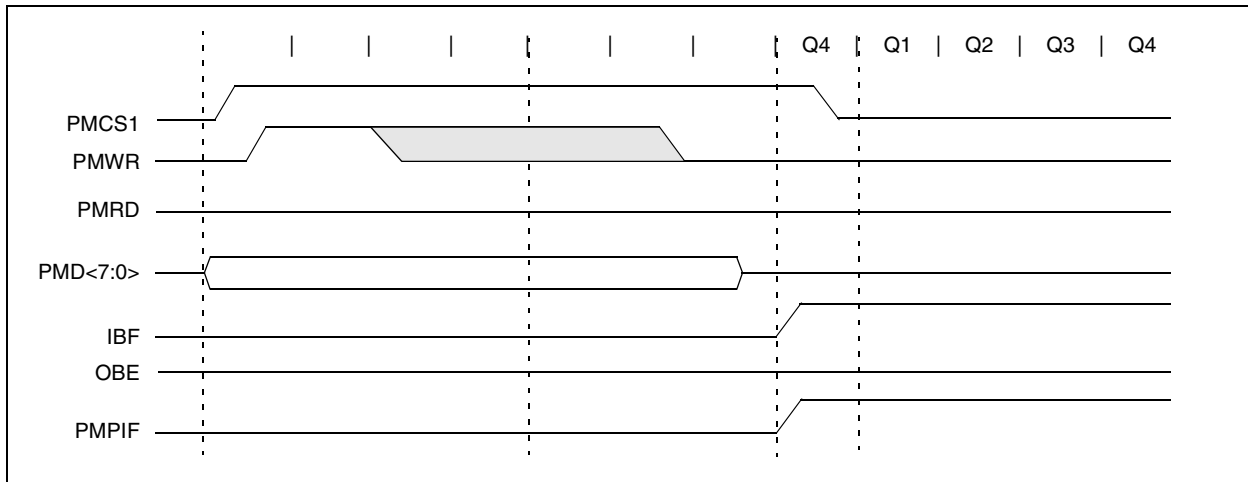 | | | | | | | Q4 | Q1 | Q2 | Q3 | Q4
PMCS1
PMWR
PMRD
PMD<7:0>
IBF
OBE
PMPIF